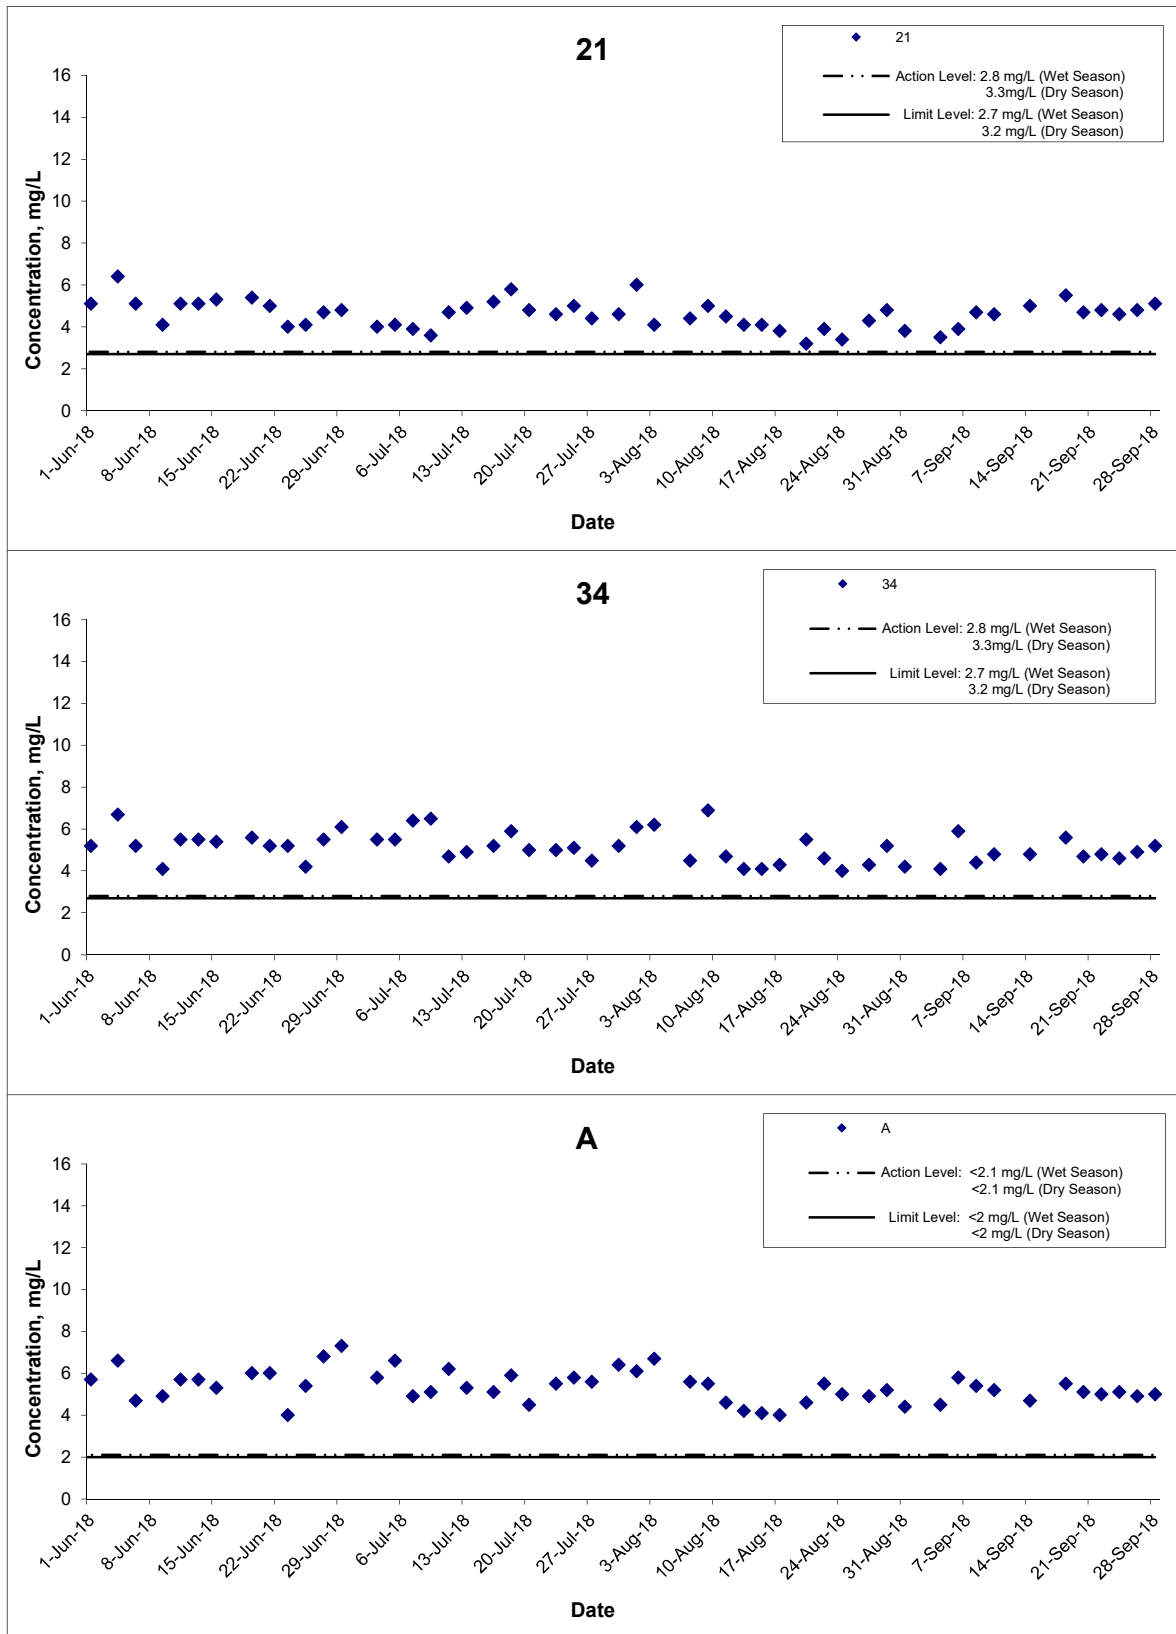 21
21
Action Level: 2.8 mg/L (Wet Season)
3.3mg/L (Dry Season)
Limit Level: 2.7 mg/L (Wet Season)
3.2 mg/L (Dry Season)
Concentration, mg/L
16
14
12
10
8
6
4
2
0
1-Jun-18
8-Jun-18
15-Jun-18
22-Jun-18
29-Jun-18
6-Jul-18
13-Jul-18
20-Jul-18
27-Jul-18
3-Aug-18
10-Aug-18
17-Aug-18
24-Aug-18
31-Aug-18
7-Sep-18
14-Sep-18
21-Sep-18
28-Sep-18
Date
34
34
Action Level: 2.8 mg/L (Wet Season)
3.3mg/L (Dry Season)
Limit Level: 2.7 mg/L (Wet Season)
3.2 mg/L (Dry Season)
Concentration, mg/L
16
14
12
10
8
6
4
2
0
1-Jun-18
8-Jun-18
15-Jun-18
22-Jun-18
29-Jun-18
6-Jul-18
13-Jul-18
20-Jul-18
27-Jul-18
3-Aug-18
10-Aug-18
17-Aug-18
24-Aug-18
31-Aug-18
7-Sep-18
14-Sep-18
21-Sep-18
28-Sep-18
Date
A
A
Action Level: <2.1 mg/L (Wet Season)
<2.1 mg/L (Dry Season)
Limit Level: <2 mg/L (Wet Season)
<2 mg/L (Dry Season)
Concentration, mg/L
16
14
12
10
8
6
4
2
0
1-Jun-18
8-Jun-18
15-Jun-18
22-Jun-18
29-Jun-18
6-Jul-18
13-Jul-18
20-Jul-18
27-Jul-18
3-Aug-18
10-Aug-18
17-Aug-18
24-Aug-18
31-Aug-18
7-Sep-18
14-Sep-18
21-Sep-18
28-Sep-18
Date